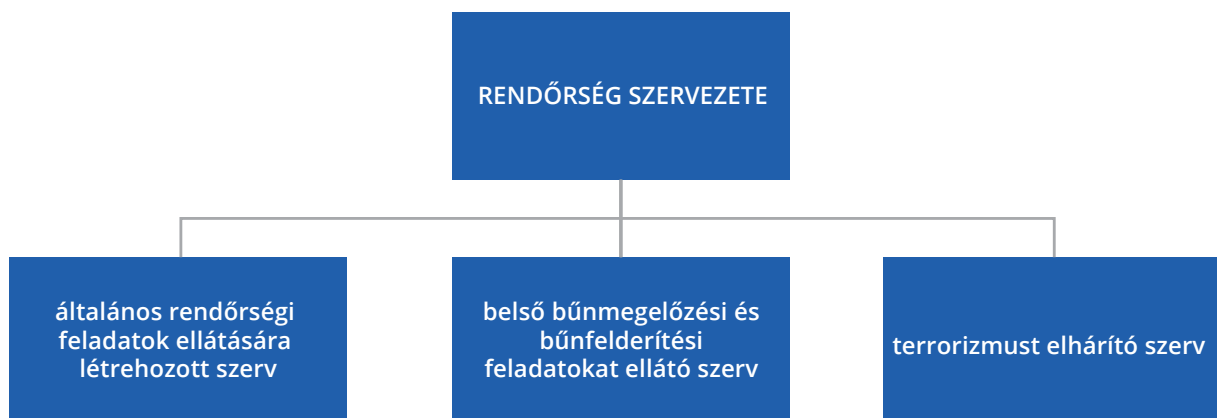 RENDŐRSÉG SZERVEZETE
általános rendőrségi
feladatok ellátására
létrehozott szerv
belső bűnmegelőzési és
bűnfelderítési
feladatokat ellátó szerv
terrorizmust elhárító szerv